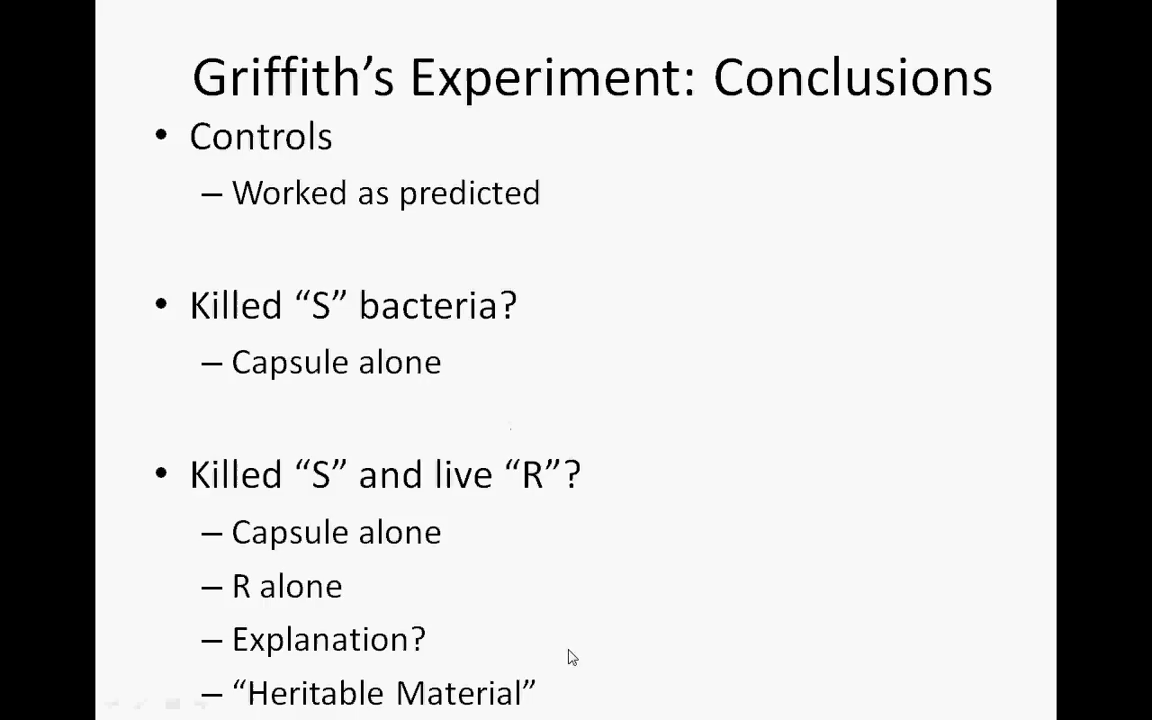 Griffith’s Experiment: Conclusions
• Controls
– Worked as predicted
• Killed “S” bacteria?
– Capsule alone
• Killed “S” and live “R”?
– Capsule alone
– R alone
– Explanation?
– “Heritable Material”